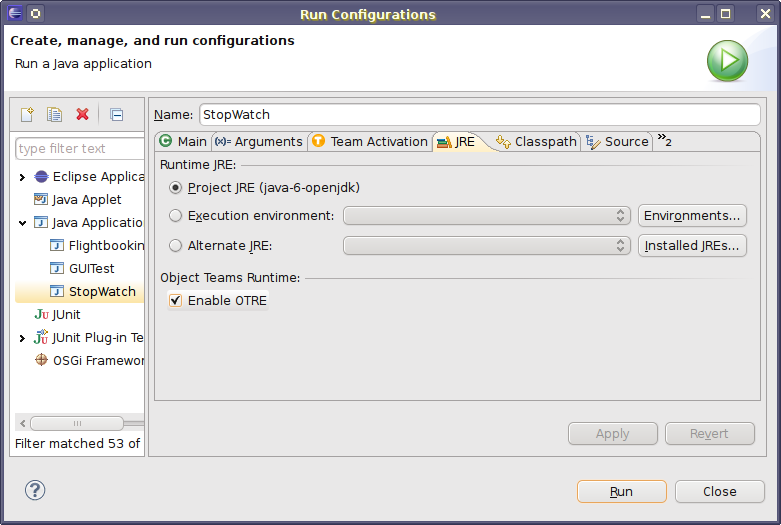 Run Configurations
Create, manage, and run configurations
Run a Java application
type filter text
Eclipse Applica
Java Applet
Java Application
Flightbookin
GUITest
StopWatch
JUnit
JUnit Plug-in Te
OSGi Framewor
Filter matched 53 of
Name: StopWatch
Main (x)= Arguments Team Activation JRE Classpath Source »2
Runtime JRE:
Project JRE (java-6-openjdk)
Execution environment: Environments...
Alternate JRE: Installed JREs...
Object Teams Runtime:
Enable OTRE
Apply Revert
? Run Close